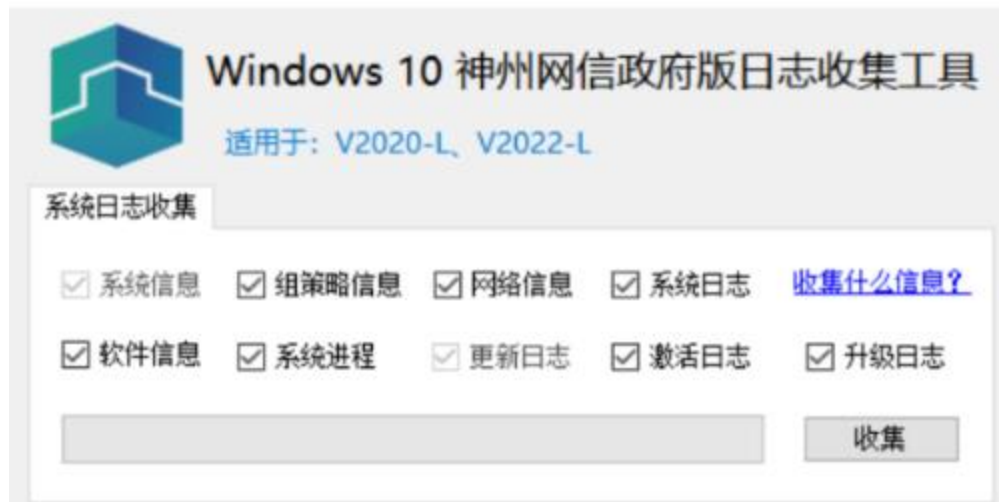 Windows 10 神州网信政府版日志收集工具
适用于：V2020-L、V2022-L
系统日志收集
系统信息 组策略信息 网络信息 系统日志 收集什么信息？
软件信息 系统进程 更新日志 激活日志 升级日志
收集